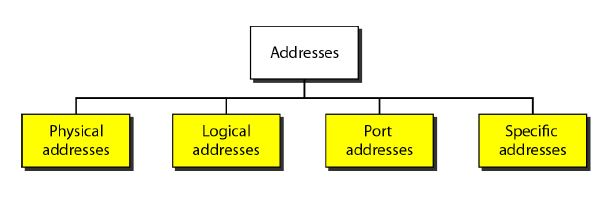 Addresses
Physical
addresses
Logical
addresses
Port
addresses
Specific
addresses